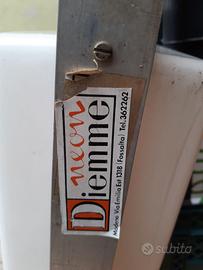 neon
Diemme
Modena Via Emilia Est 1318 (Fossalta) Tel. 362262
subito